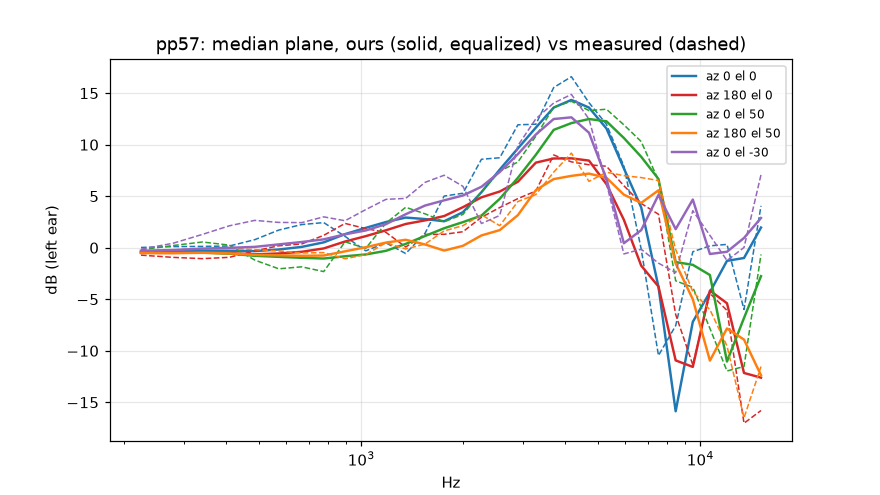 pp57: median plane, ours (solid, equalized) vs measured (dashed)
az 0 el 0
az 180 el 0
az 0 el 50
az 180 el 50
az 0 el -30
dB (left ear)
15
10
5
0
−5
−10
−15
10³
10⁴
Hz